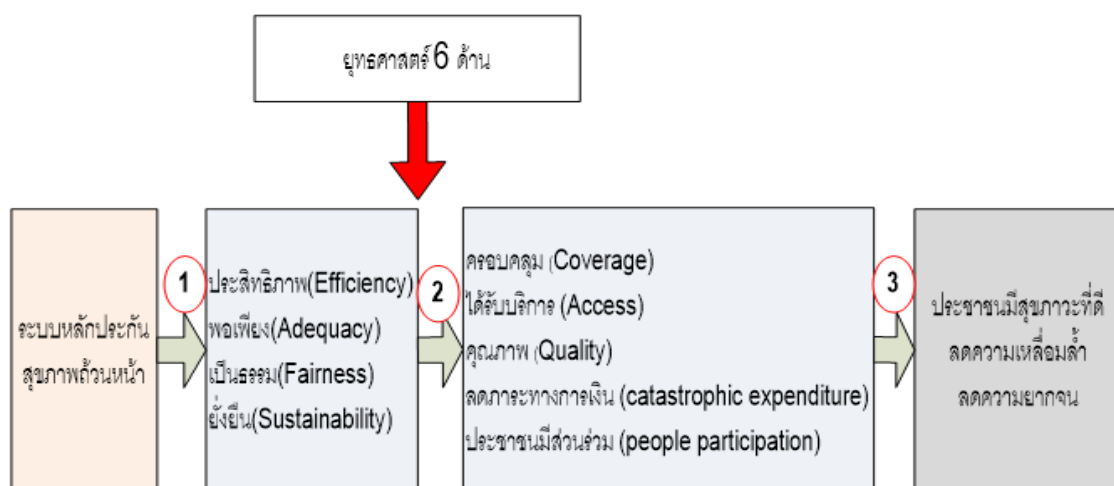 ยุทธศาสตร์ 6 ด้าน
ระบบหลักประกัน
สุขภาพถ้วนหน้า
1
ประสิทธิภาพ(Efficiency)
พอเพียง(Adequacy)
เป็นธรรม(Fairness)
ยั่งยืน(Sustainability)
2
ครอบคลุม (Coverage)
ได้รับบริการ (Access)
คุณภาพ (Quality)
ลดภาระทางการเงิน (catastrophic expenditure)
ประชาชนมีส่วนร่วม (people participation)
3
ประชาชนมีสุขภาวะที่ดี
ลดความเหลื่อมล้ำ
ลดความยากจน